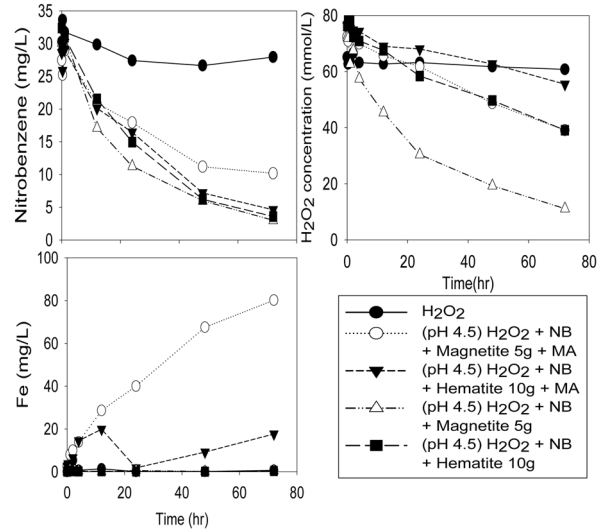 35
30
25
20
15
10
5
0
Nitrobenzene (mg/L)
0 20 40 60 80
80
60
40
20
0
H2O2 concentration (mmol/L)
0 20 40 60 80
Time(hr)
100
80
60
40
20
0
Fe (mg/L)
0 20 40 60 80
Time (hr)
H2O2
(pH 4.5) H2O2 + NB
+ Magnetite 5g + MA
(pH 4.5) H2O2 + NB
+ Hematite 10g + MA
(pH 4.5) H2O2 + NB
+ Magnetite 5g
(pH 4.5) H2O2 + NB
+ Hematite 10g